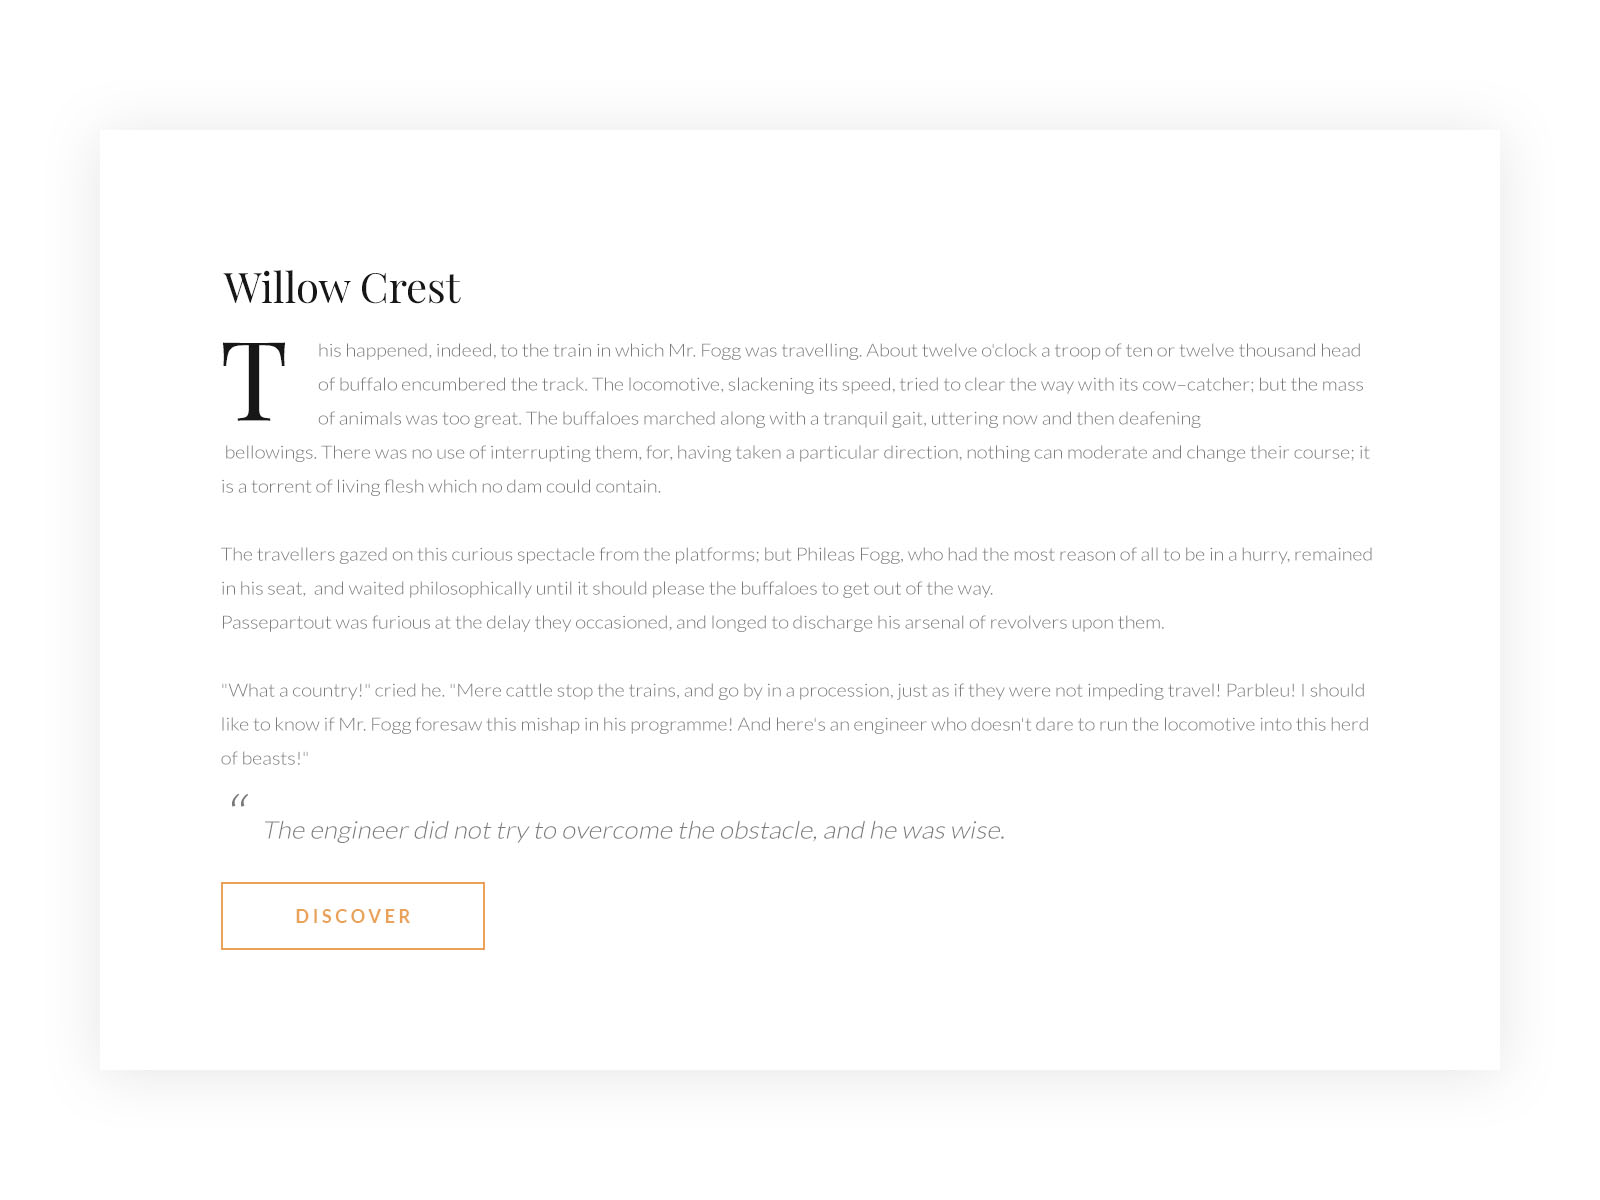 Willow Crest
This happened, indeed, to the train in which Mr. Fogg was travelling. About twelve o'clock a troop of ten or twelve thousand head
of buffalo encumbered the track. The locomotive, slackening its speed, tried to clear the way with its cow–catcher; but the mass
of animals was too great. The buffaloes marched along with a tranquil gait, uttering now and then deafening
bellowings. There was no use of interrupting them, for, having taken a particular direction, nothing can moderate and change their course; it
is a torrent of living flesh which no dam could contain.
The travellers gazed on this curious spectacle from the platforms; but Phileas Fogg, who had the most reason of all to be in a hurry, remained
in his seat,  and waited philosophically until it should please the buffaloes to get out of the way.
Passepartout was furious at the delay they occasioned, and longed to discharge his arsenal of revolvers upon them.
"What a country!" cried he. "Mere cattle stop the trains, and go by in a procession, just as if they were not impeding travel! Parbleu! I should
like to know if Mr. Fogg foresaw this mishap in his programme! And here's an engineer who doesn't dare to run the locomotive into this herd
of beasts!"
“ The engineer did not try to overcome the obstacle, and he was wise.
DISCOVER